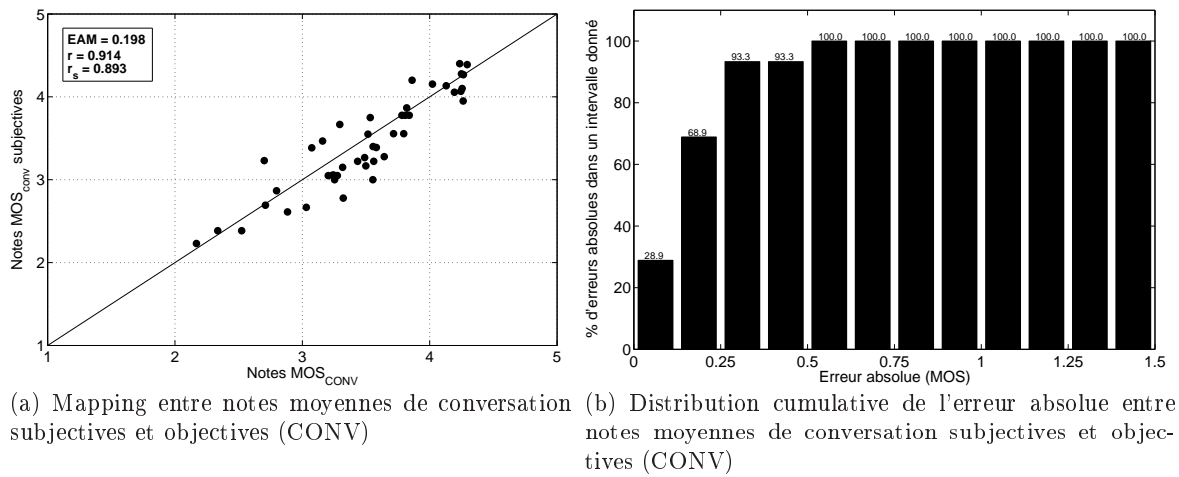 EAM = 0.198
r = 0.914
r_s = 0.893
Notes MOS_conv subjectives
5
4
3
2
1
1 2 3 4 5
Notes MOS_CONV
(a) Mapping entre notes moyennes de conversation
subjectives et objectives (CONV)
% d'erreurs absolues dans un intervalle donné
100
80
60
40
20
0
28.9 68.9 93.3 93.3 100.0 100.0 100.0 100.0 100.0 100.0 100.0 100.0
0 0.25 0.5 0.75 1 1.25 1.5
Erreur absolue (MOS)
(b) Distribution cumulative de l'erreur absolue entre
notes moyennes de conversation subjectives et objec-
tives (CONV)